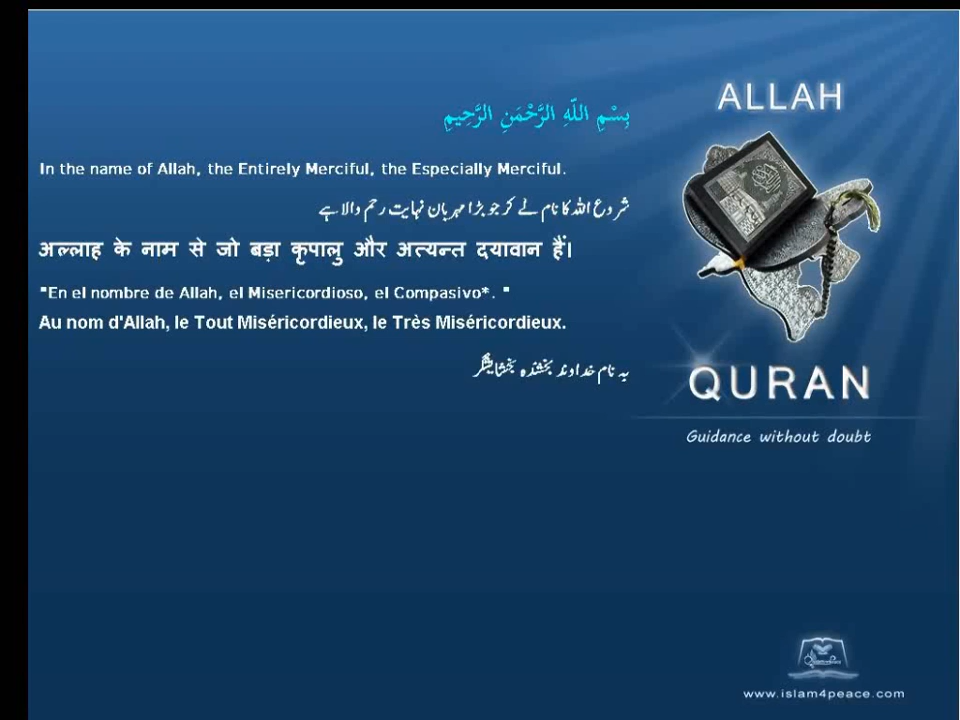 بِسْمِ اللَّهِ الرَّحْمَنِ الرَّحِيمِ
In the name of Allah, the Entirely Merciful, the Especially Merciful.
شروع اللہ کا نام لے کر جو بڑا مہربان نہایت رحم والا ہے
अल्लाह के नाम से जो बड़ा कृपालु और अत्यन्त दयावान हैं।
"En el nombre de Allah, el Misericordioso, el Compasivo*. "
Au nom d'Allah, le Tout Miséricordieux, le Très Miséricordieux.
به نام خداوند بخشنده بخشایشگر
ALLAH
QURAN
Guidance without doubt
www.islam4peace.com